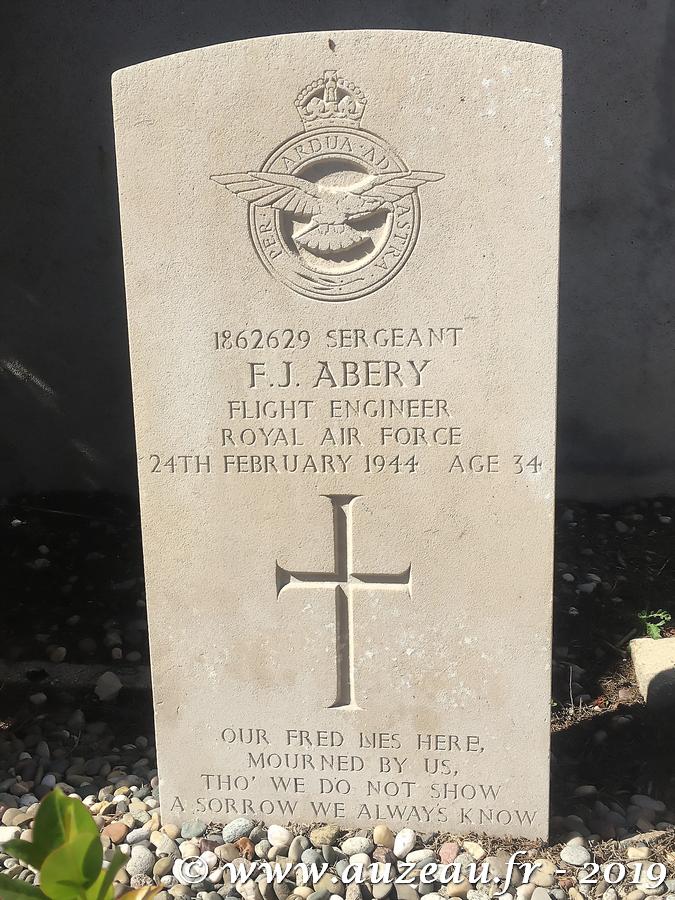 PER · ARDUA · AD ASTRA
1862629 SERGEANT
F.J. ABERY
FLIGHT ENGINEER
ROYAL AIR FORCE
24TH FEBRUARY 1944 AGE 34
OUR FRED LIES HERE,
MOURNED BY US,
THO' WE DO NOT SHOW
A SORROW WE ALWAYS KNOW
© - www.auzeau.fr - 2019